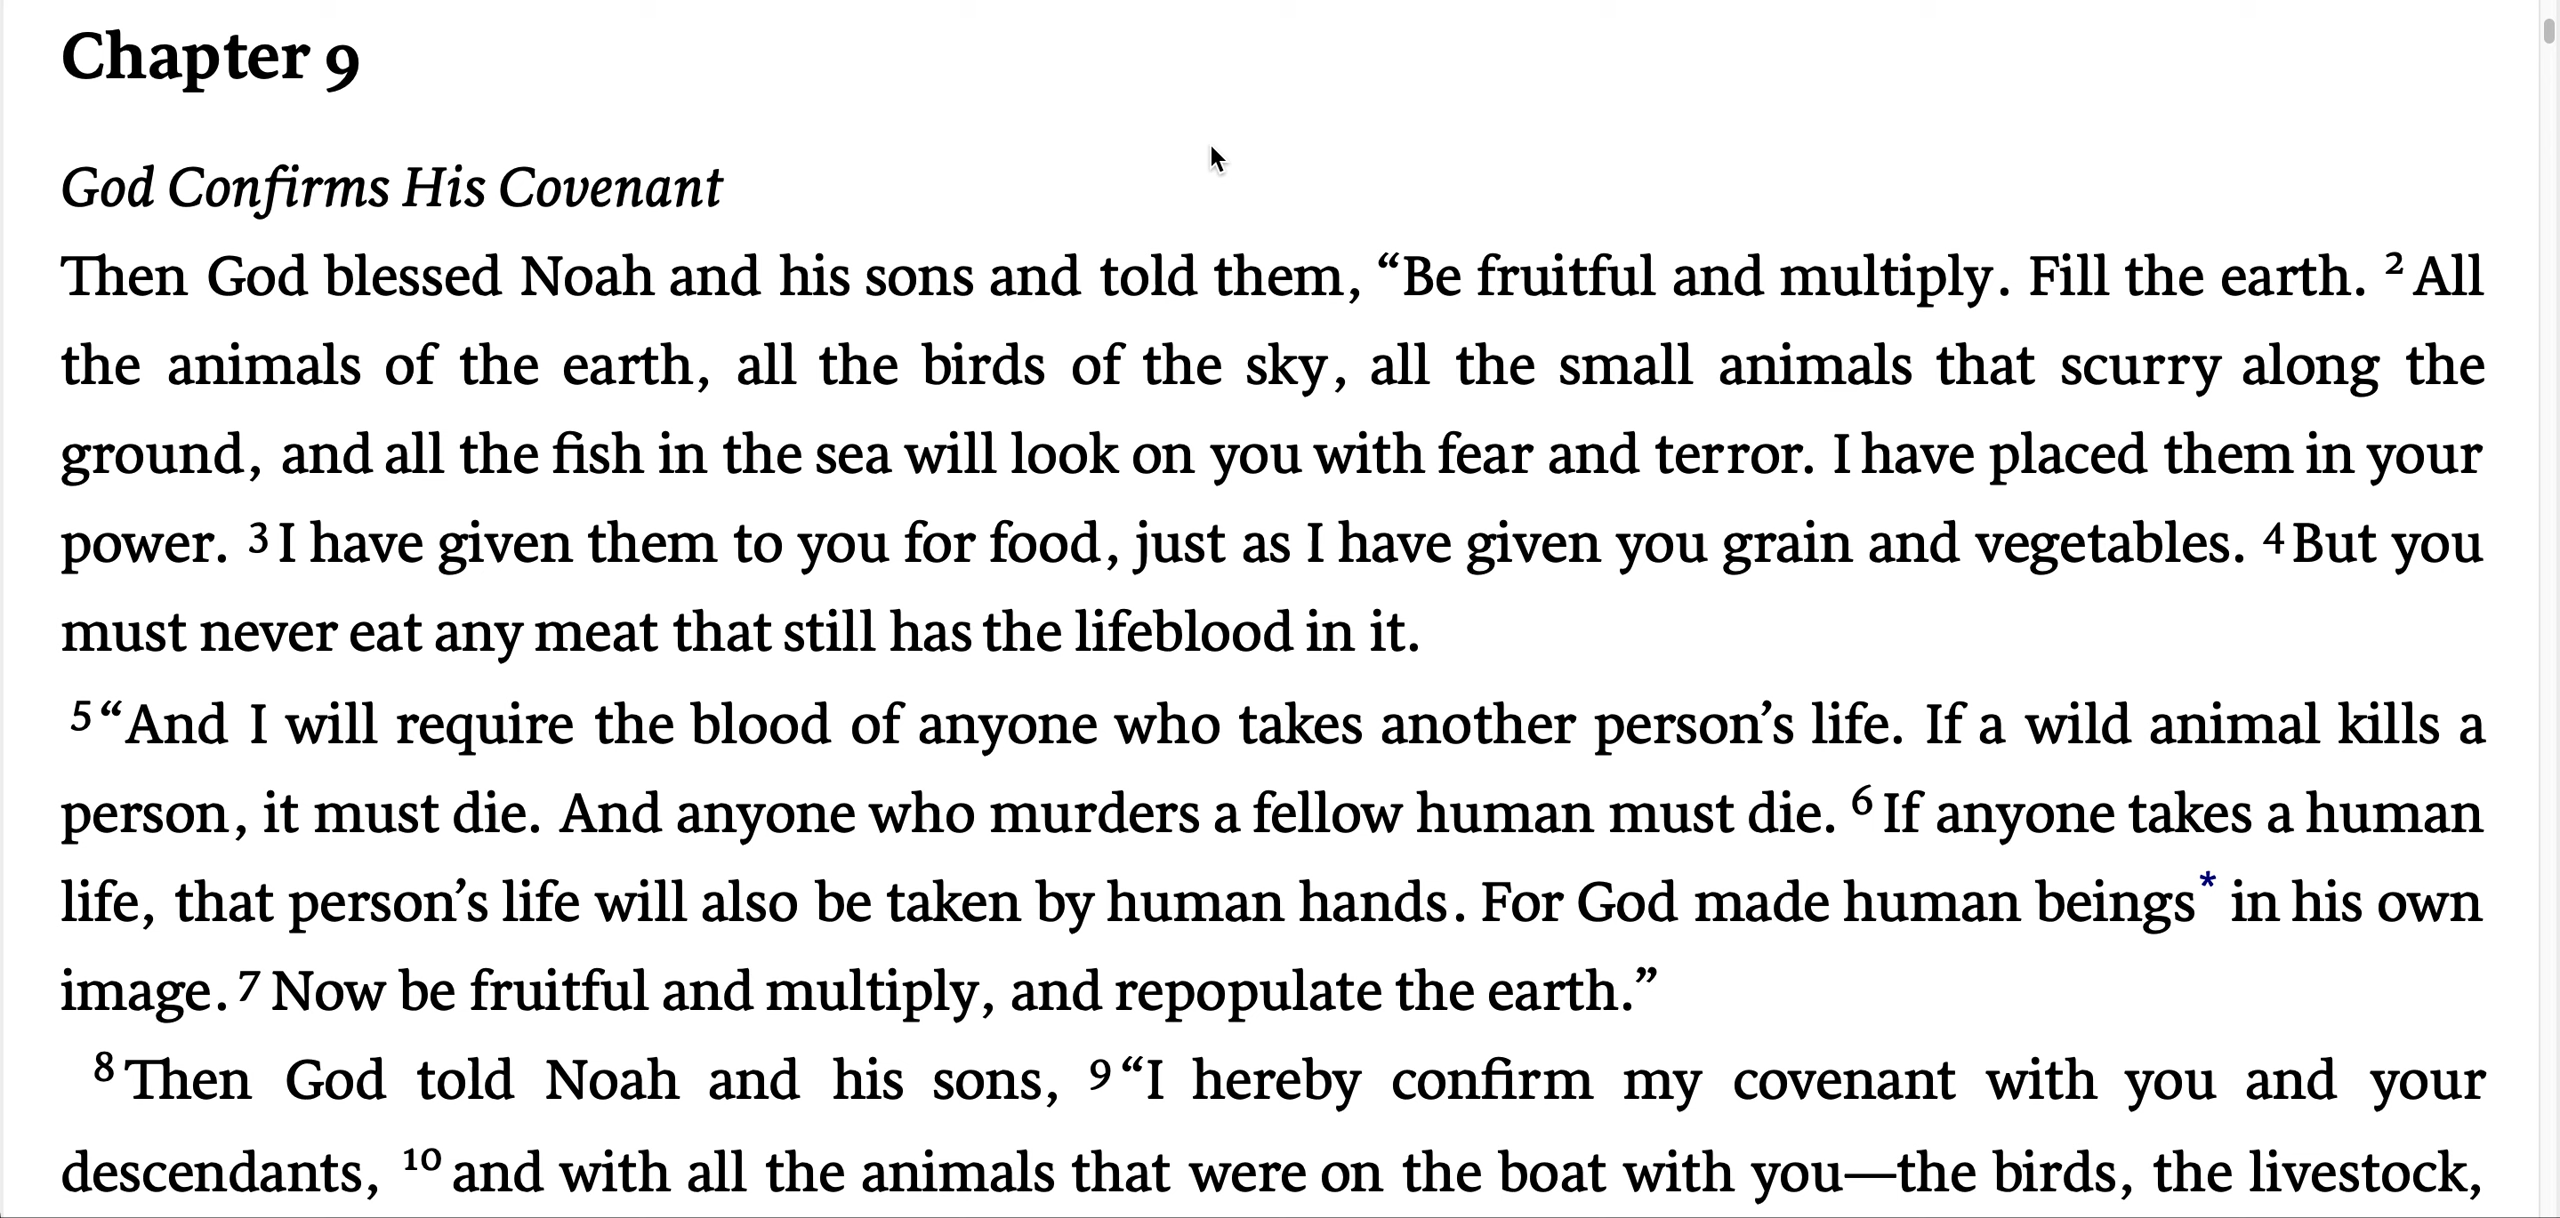 Chapter 9
God Confirms His Covenant
Then God blessed Noah and his sons and told them, “Be fruitful and multiply. Fill the earth. ² All
the animals of the earth, all the birds of the sky, all the small animals that scurry along the
ground, and all the fish in the sea will look on you with fear and terror. I have placed them in your
power. ³ I have given them to you for food, just as I have given you grain and vegetables. ⁴ But you
must never eat any meat that still has the lifeblood in it.
⁵ “And I will require the blood of anyone who takes another person’s life. If a wild animal kills a
person, it must die. And anyone who murders a fellow human must die. ⁶ If anyone takes a human
life, that person’s life will also be taken by human hands. For God made human beings* in his own
image. ⁷ Now be fruitful and multiply, and repopulate the earth.”
⁸ Then God told Noah and his sons, ⁹ “I hereby confirm my covenant with you and your
descendants, ¹⁰ and with all the animals that were on the boat with you—the birds, the livestock,